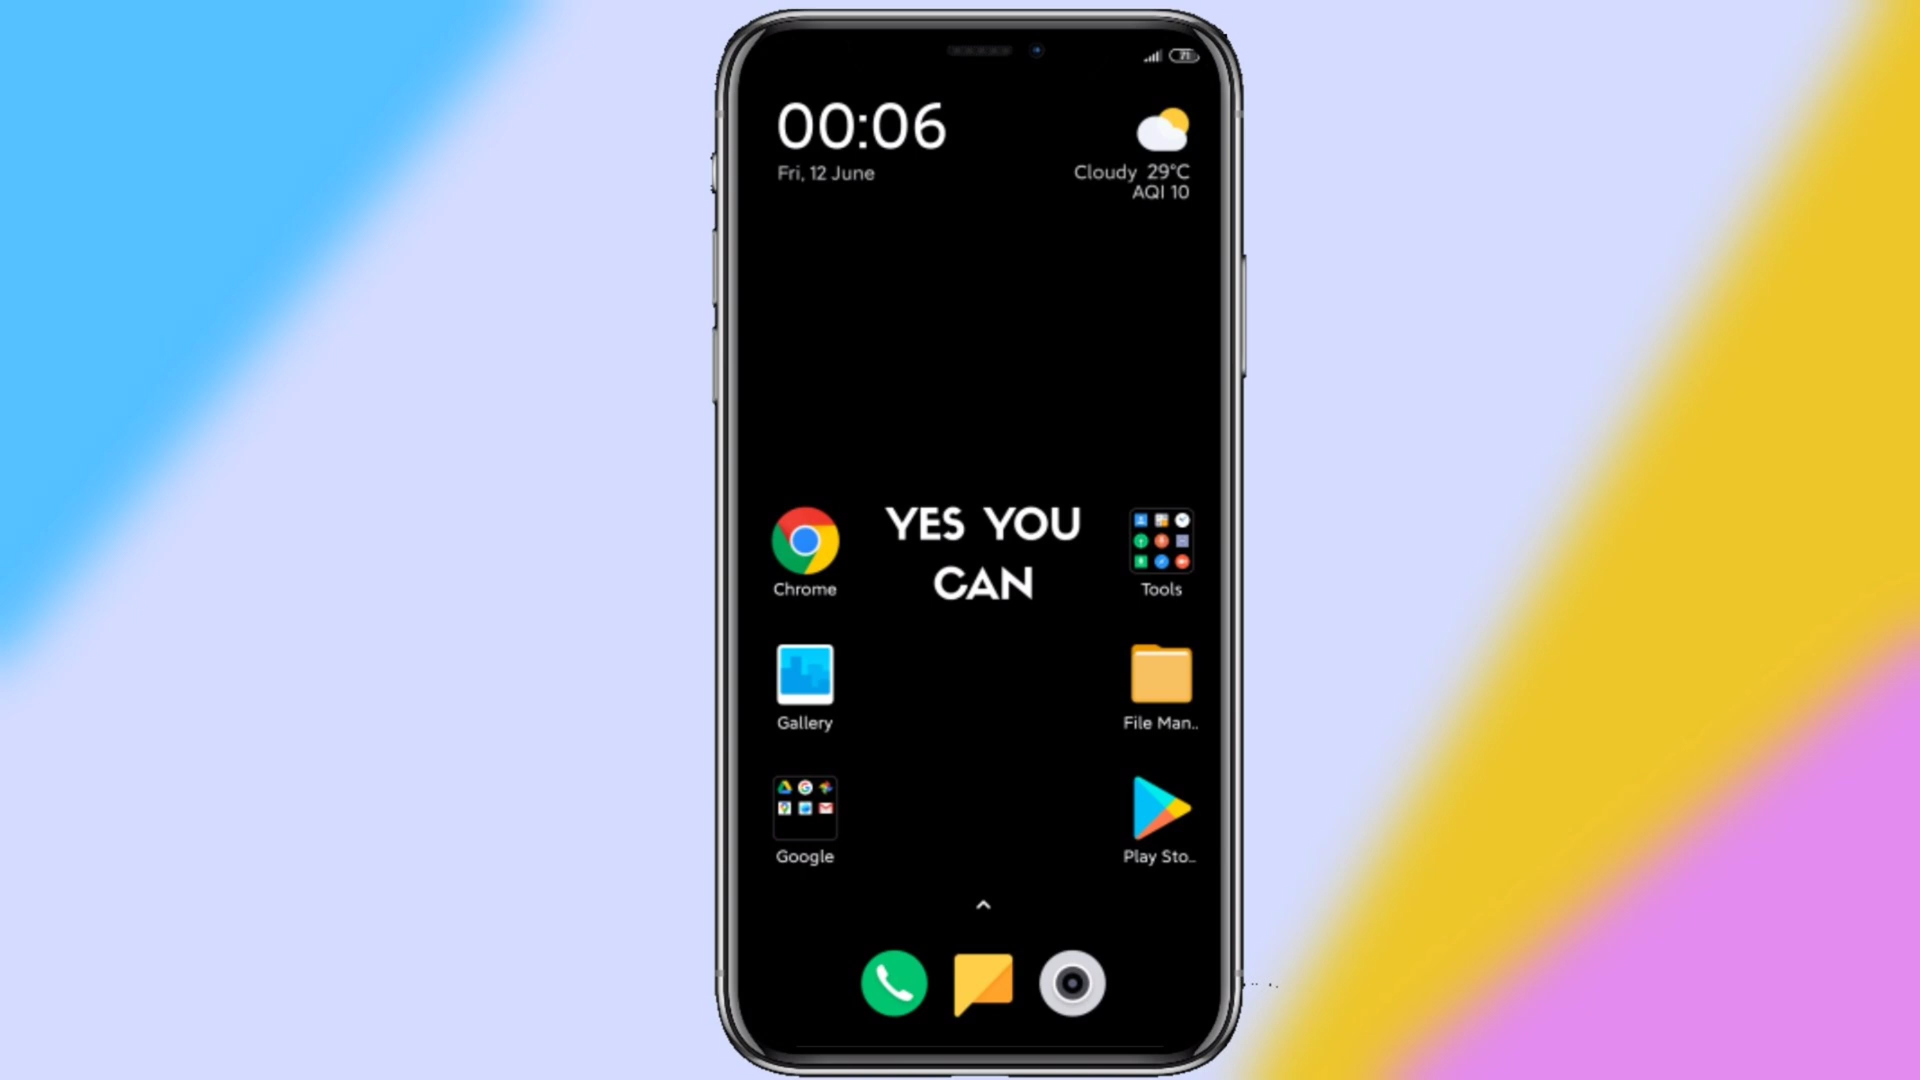 71
00:06
Fri, 12 June
Cloudy 29°C
AQI 10
YES YOU
CAN
Chrome
Tools
Gallery
File Man..
Google
Play Sto..